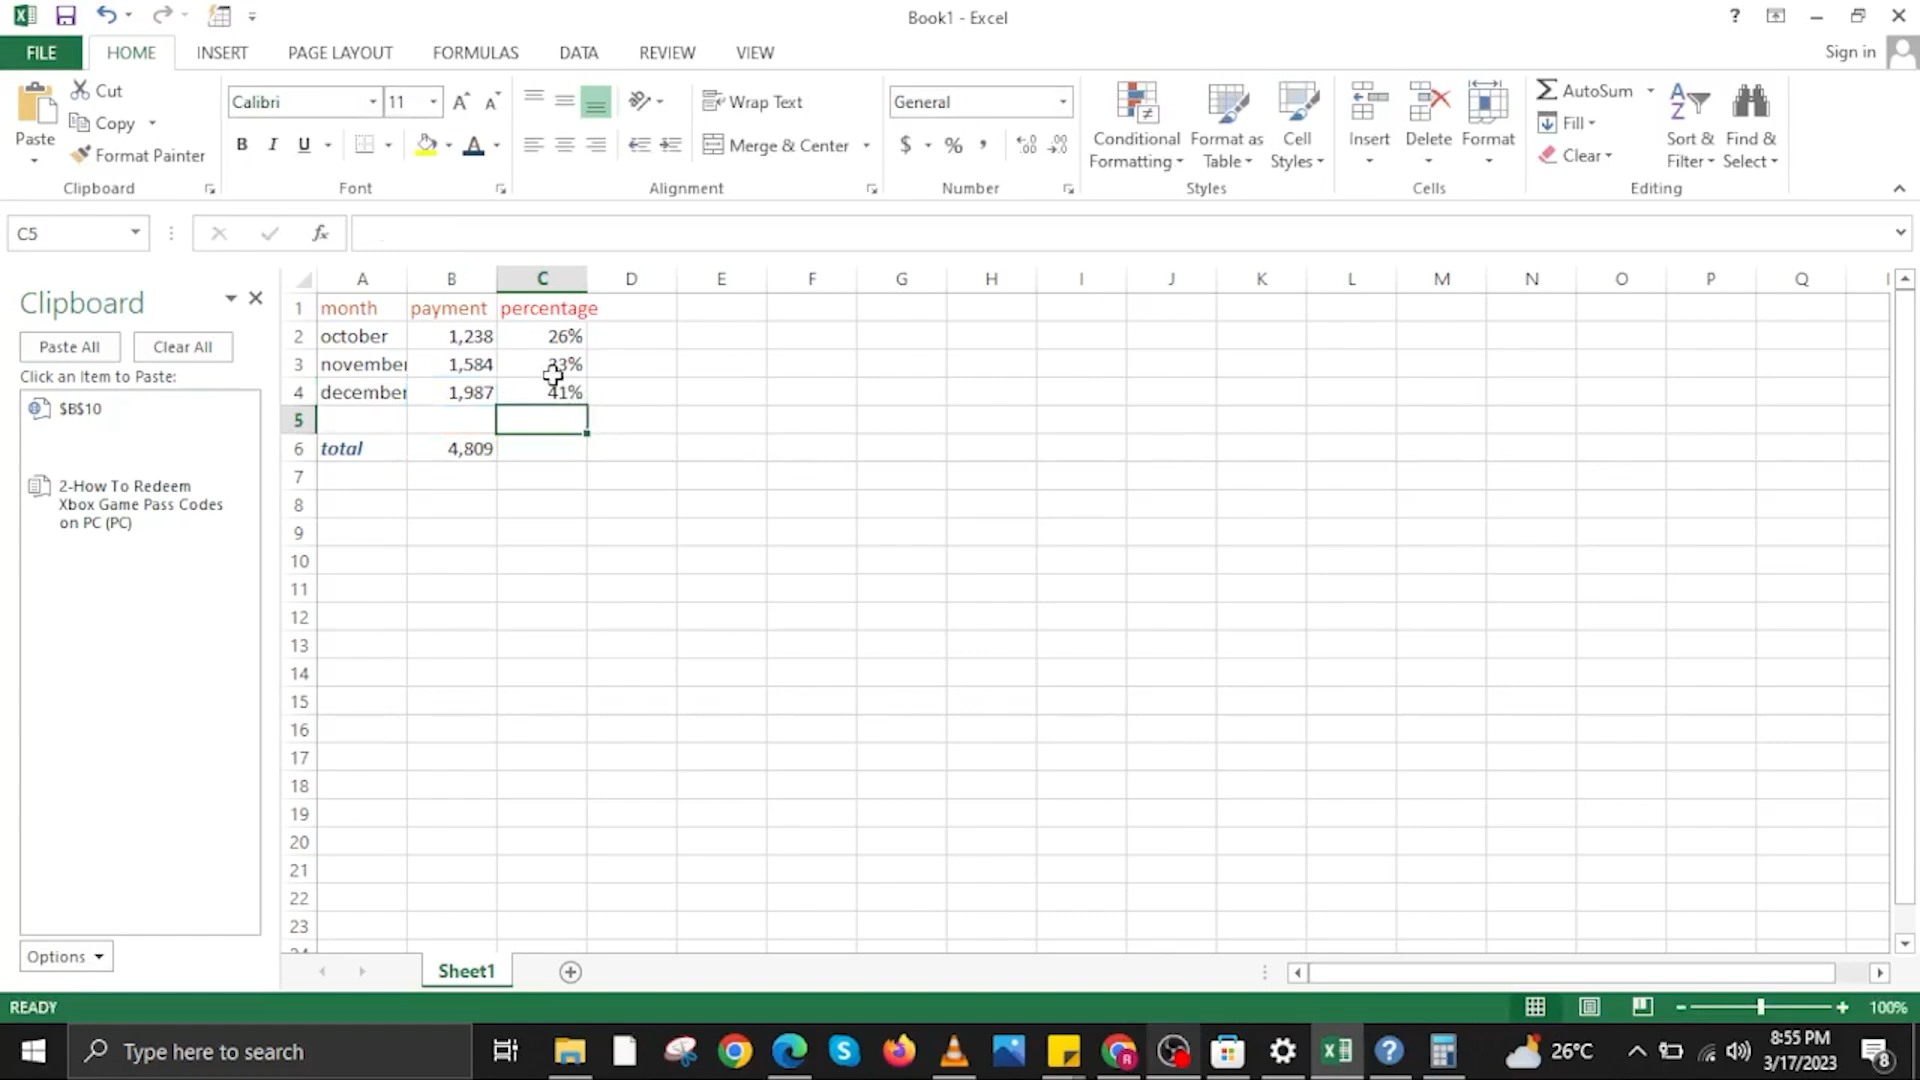 Book1 - Excel
?
FILE HOME INSERT PAGE LAYOUT FORMULAS DATA REVIEW VIEW Sign in
Paste
Cut
Copy
Format Painter
Clipboard
Calibri 11
B I U A
Font
Wrap Text
Merge & Center
Alignment
General
$ % ,
Number
Conditional Formatting
Format as Table
Cell Styles
Styles
Insert
Delete
Format
Cells
AutoSum
Fill
Clear
Sort & Filter
Find & Select
Editing
C5 fx
Clipboard
Paste All Clear All
Click an Item to Paste:
$B$10
2-How To Redeem
Xbox Game Pass Codes
on PC (PC)
Options
A B C D E F G H I J K L M N O P Q
1 month payment percentage
2 october 1,238 26%
3 november 1,584 33%
4 december 1,987 41%
5
6 total 4,809
7
8
9
10
11
12
13
14
15
16
17
18
19
20
21
22
23
Sheet1
READY 100%
Type here to search
26°C
8:55 PM
3/17/2023
8